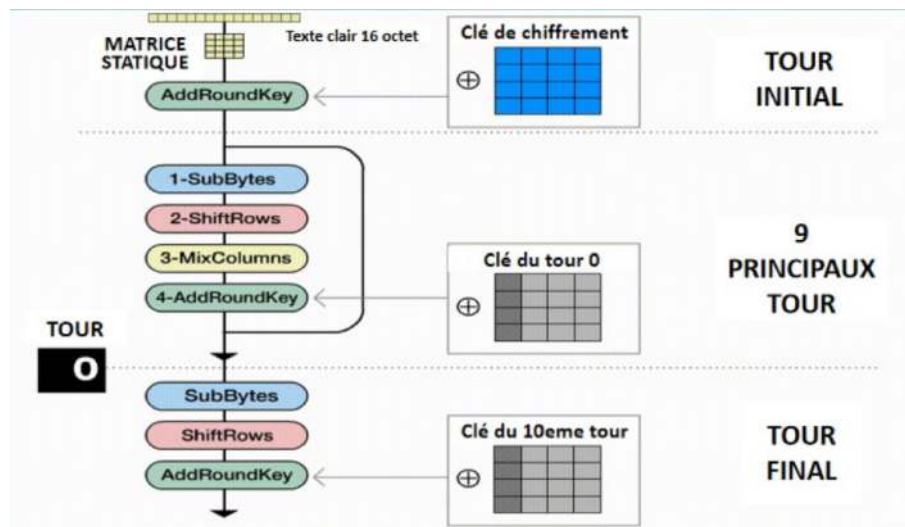 MATRICE
STATIQUE
Texte clair 16 octet
Clé de chiffrement
AddRoundKey
TOUR
INITIAL
1-SubBytes
2-ShiftRows
3-MixColumns
4-AddRoundKey
Clé du tour 0
9
PRINCIPAUX
TOUR
TOUR
0
SubBytes
ShiftRows
AddRoundKey
Clé du 10eme tour
TOUR
FINAL